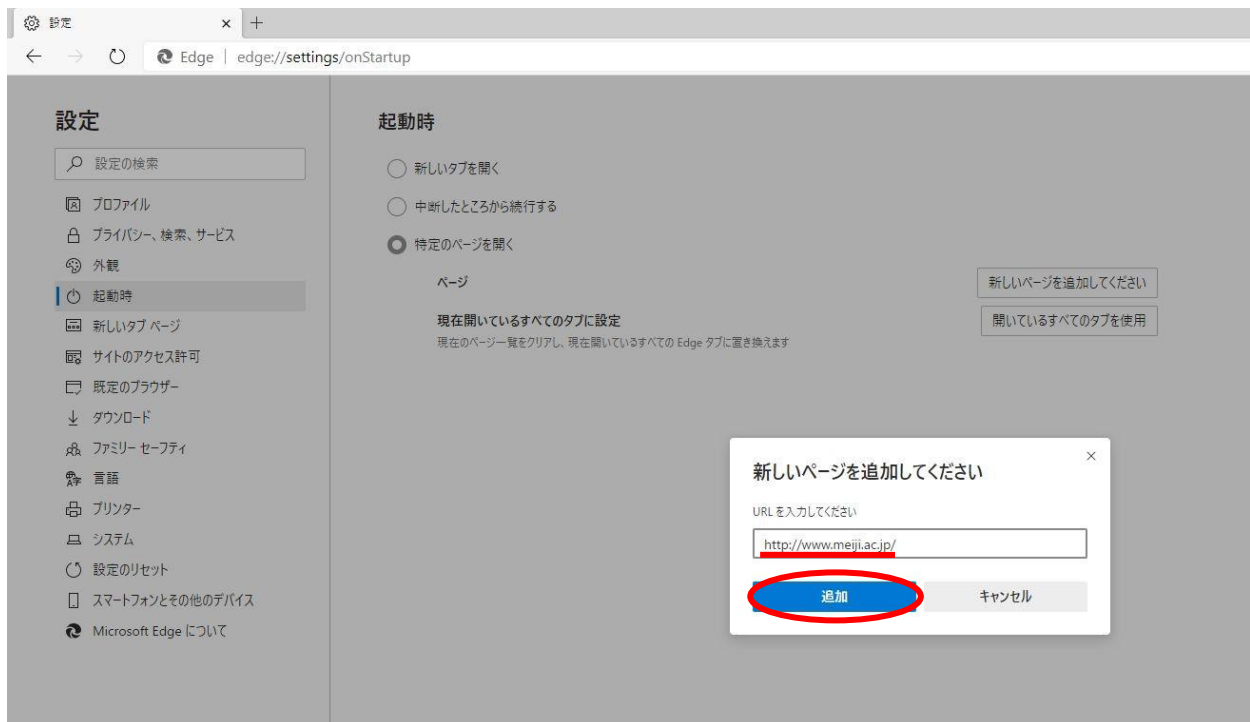 設定
Edge | edge://settings/onStartup
設定
設定の検索
プロファイル
プライバシー、検索、サービス
外観
起動時
新しいタブ ページ
サイトのアクセス許可
既定のブラウザー
ダウンロード
ファミリー セーフティ
言語
プリンター
システム
設定のリセット
スマートフォンとその他のデバイス
Microsoft Edge について
起動時
新しいタブを開く
中断したところから続行する
特定のページを開く
ページ
新しいページを追加してください
現在開いているすべてのタブに設定
開いているすべてのタブを使用
現在のページ一覧をクリアし、現在開いているすべての Edge タブに置き換えます
新しいページを追加してください
URL を入力してください
http://www.meiji.ac.jp/
追加
キャンセル